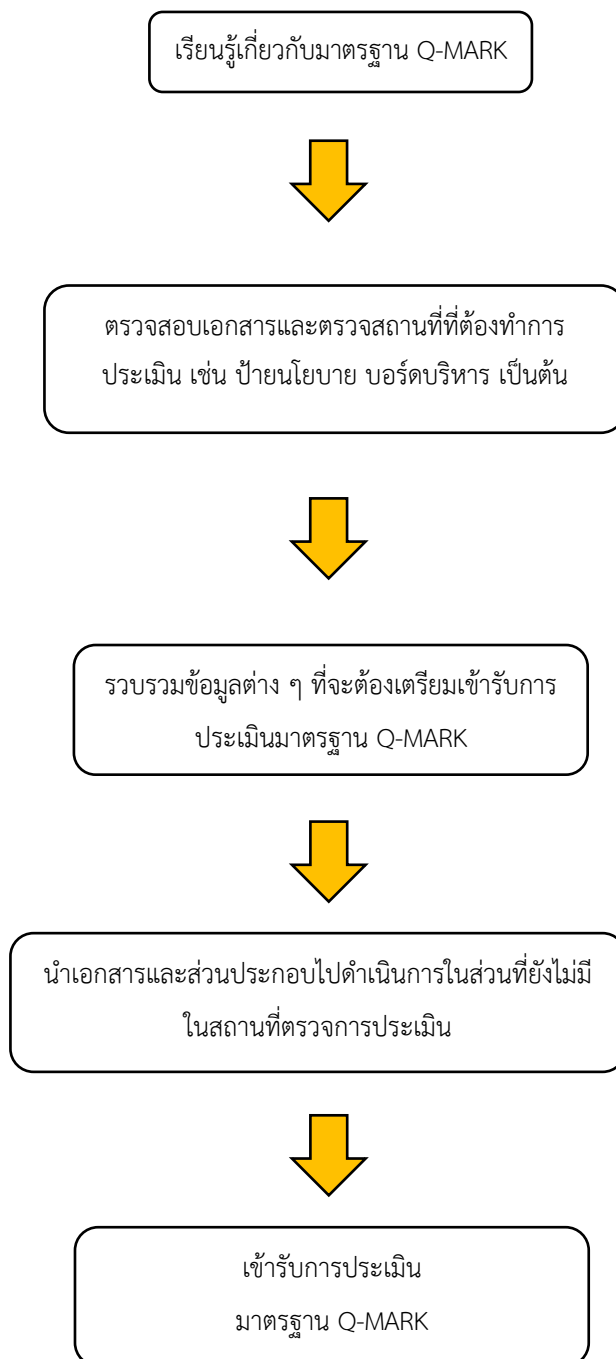 เรียนรู้เกี่ยวกับมาตรฐาน Q-MARK
ตรวจสอบเอกสารและตรวจสถานที่ที่ต้องทำการ
ประเมิน เช่น ป้ายนโยบาย บอร์ดบริหาร เป็นต้น
รวบรวมข้อมูลต่าง ๆ ที่จะต้องเตรียมเข้ารับการ
ประเมินมาตรฐาน Q-MARK
นำเอกสารและส่วนประกอบไปดำเนินการในส่วนที่ยังไม่มี
ในสถานที่ตรวจการประเมิน
เข้ารับการประเมิน
มาตรฐาน Q-MARK